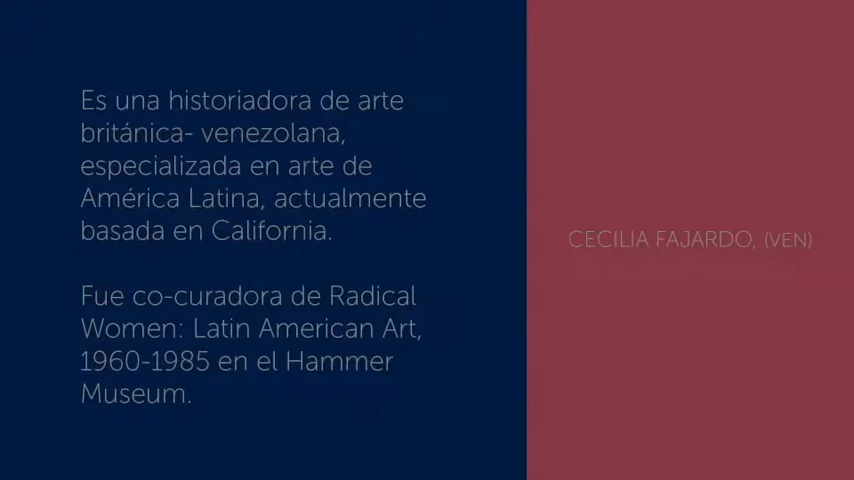 Es una historiadora de arte
británica- venezolana,
especializada en arte de
América Latina, actualmente
basada en California.
Fue co-curadora de Radical
Women: Latin American Art,
1960-1985 en el Hammer
Museum.
CECILIA FAJARDO, (VEN)